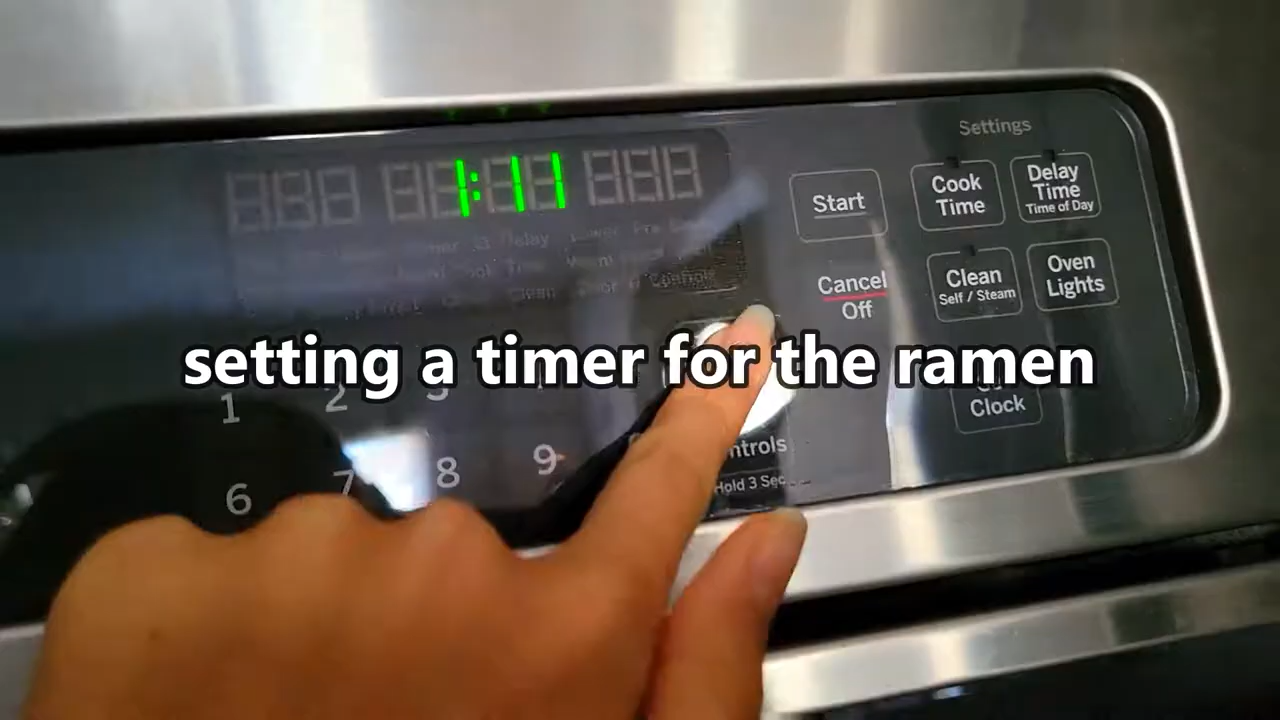 1:11
Settings
Start
Cook
Time
Delay
Time
Time of Day
Cancel
Off
Clean
Self / Steam
Oven
Lights
setting a timer for the ramen
1 2
Clock
6 7 8 9
Hold 3 Sec